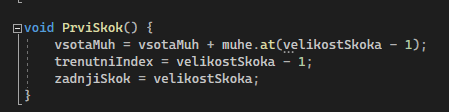 void PrviSkok() {
vsotaMuh = vsotaMuh + muhe.at(velikostSkoka - 1);
trenutniIndex = velikostSkoka - 1;
zadnjiSkok = velikostSkoka;
}